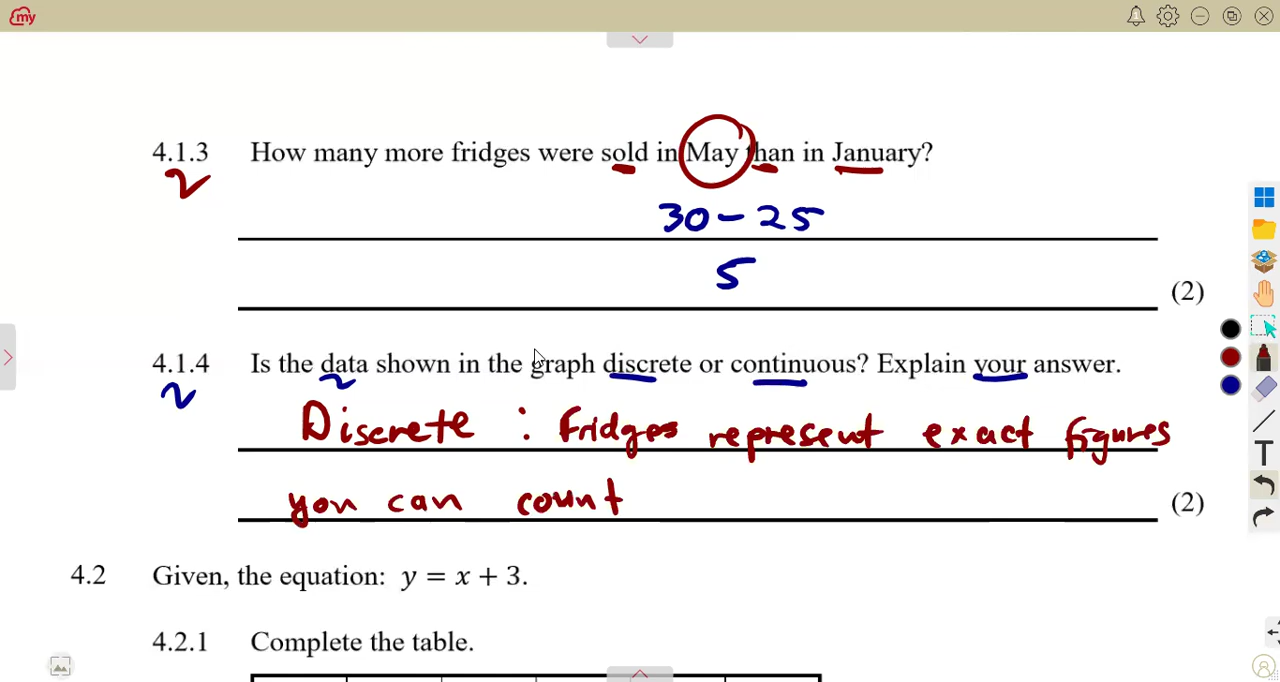 my
4.1.3 How many more fridges were sold in May than in January?
2
30 - 25
5
(2)
4.1.4 Is the data shown in the graph discrete or continuous? Explain your answer.
2
Discrete : Fridges represent exact figures
you can count
(2)
4.2 Given, the equation: y = x + 3.
4.2.1 Complete the table.
T